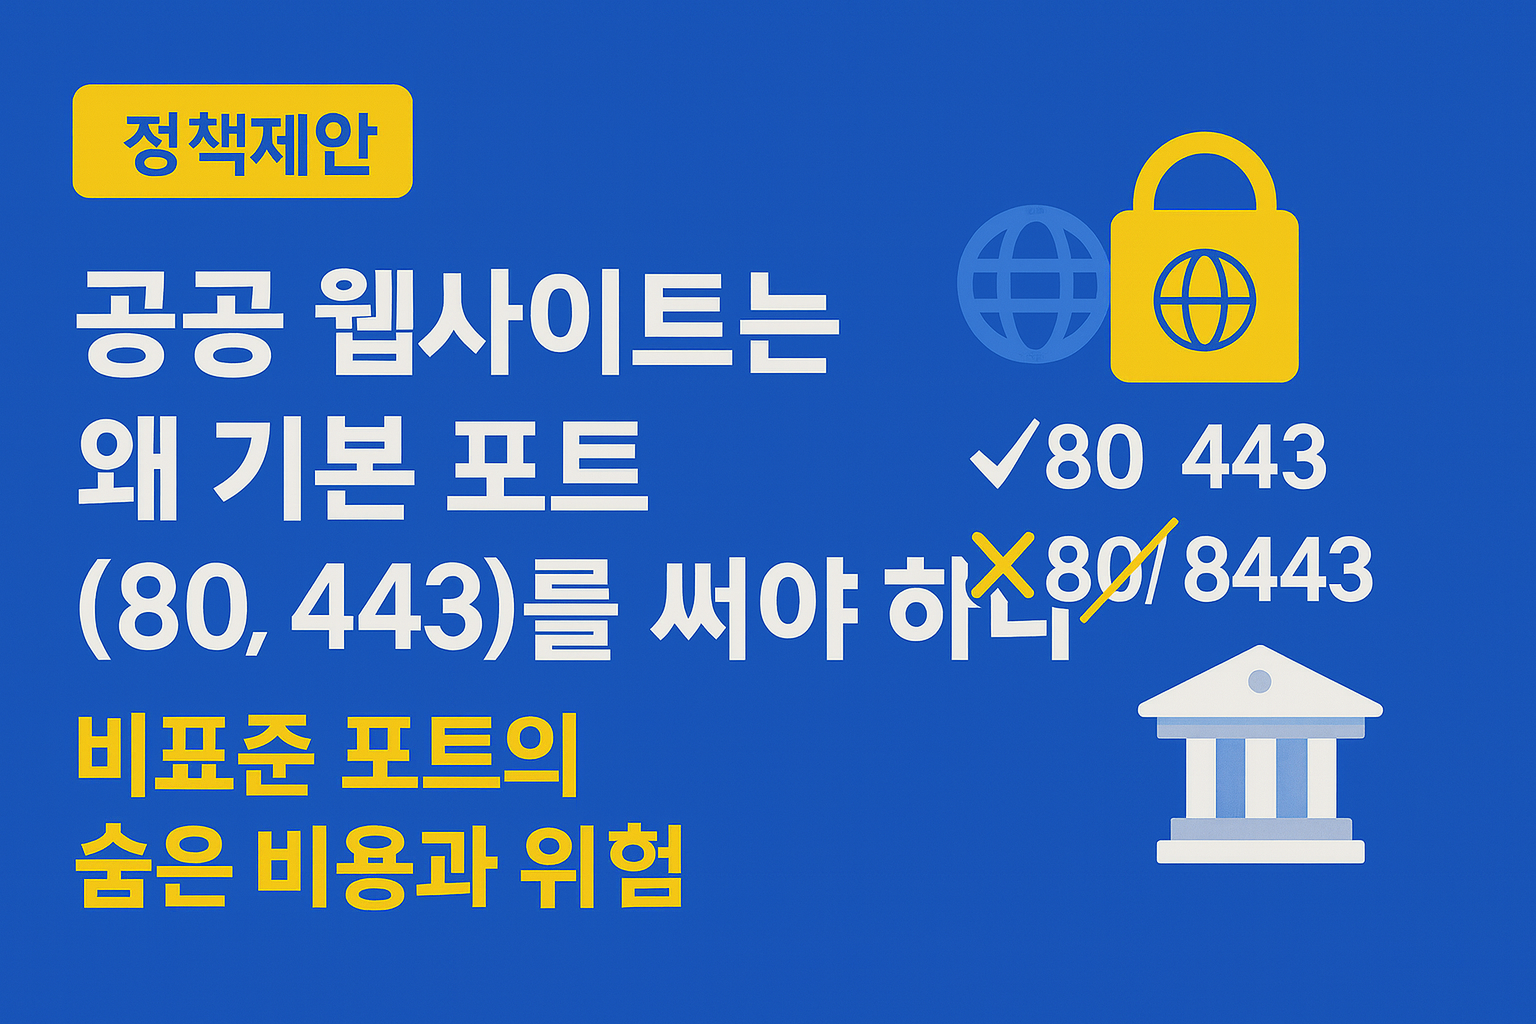 정책제안
공공 웹사이트는
왜 기본 포트
(80, 443)를 써야 하나
비표준 포트의
숨은 비용과 위험
✓80 443
×80/8443